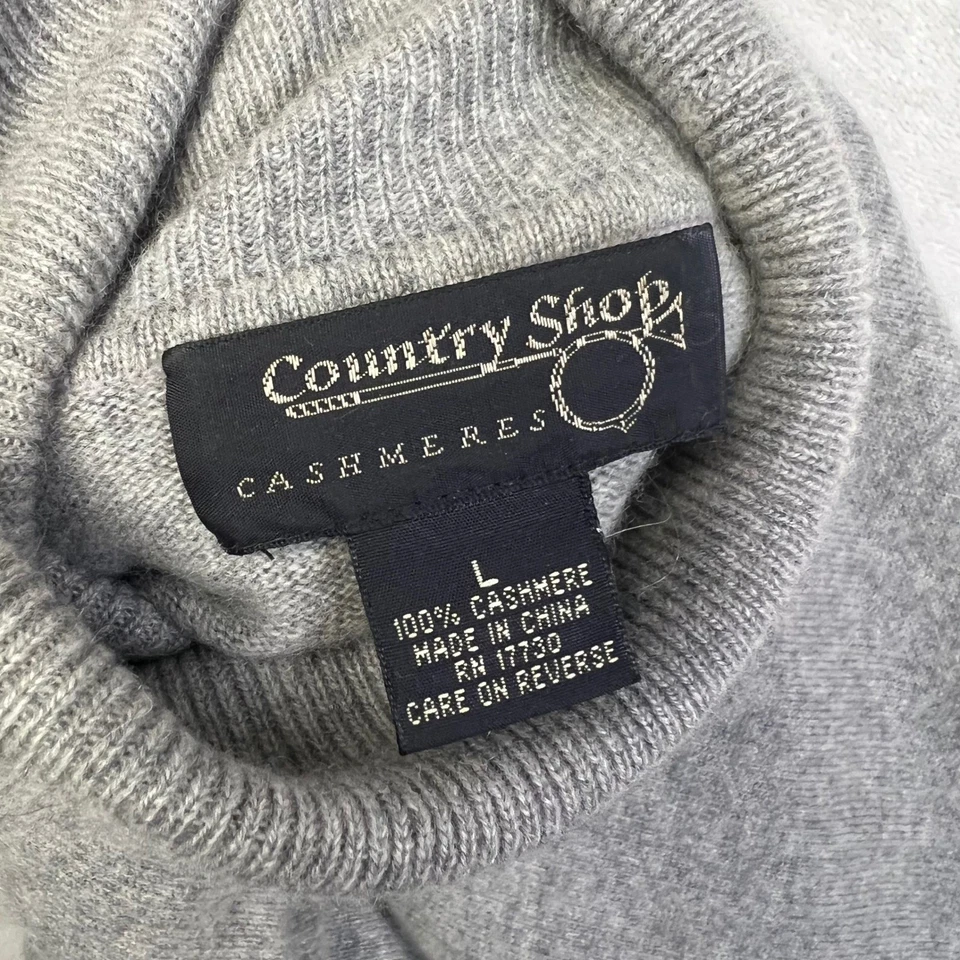 Country Shop
CASHMERES
L
100% CASHMERE
MADE IN CHINA
RN 17730
CARE ON REVERSE